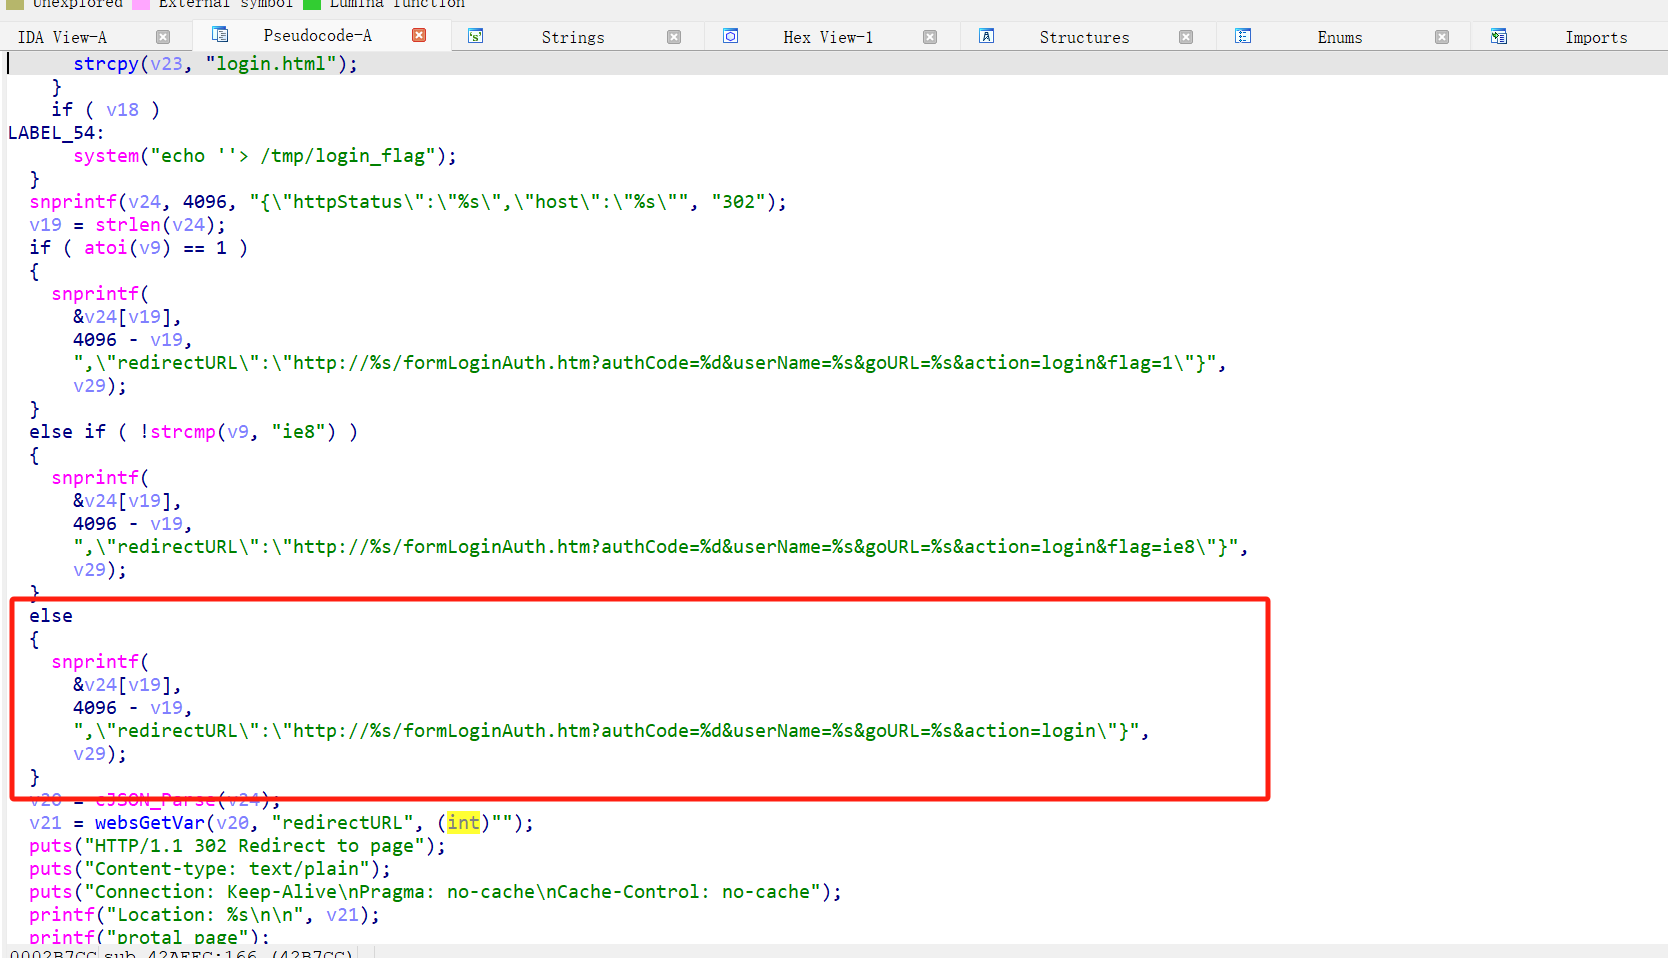 Unexplored External symbol Lumina function
IDA View-A Pseudocode-A Strings Hex View-1 Structures Enums Imports
strcpy(v23, "login.html");
}
if ( v18 )
LABEL_54:
system("echo ''> /tmp/login_flag");
}
snprintf(v24, 4096, "{\"httpStatus\":\"%s\",\"host\":\"%s\"", "302");
v19 = strlen(v24);
if ( atoi(v9) == 1 )
{
snprintf(
&v24[v19],
4096 - v19,
",\"redirectURL\":\"http://%s/formLoginAuth.htm?authCode=%d&userName=%s&goURL=%s&action=login&flag=1\"}",
v29);
}
else if ( !strcmp(v9, "ie8") )
{
snprintf(
&v24[v19],
4096 - v19,
",\"redirectURL\":\"http://%s/formLoginAuth.htm?authCode=%d&userName=%s&goURL=%s&action=login&flag=ie8\"}",
v29);
}
else
{
snprintf(
&v24[v19],
4096 - v19,
",\"redirectURL\":\"http://%s/formLoginAuth.htm?authCode=%d&userName=%s&goURL=%s&action=login\"}",
v29);
}
v20 = cJSON_Parse(v24);
v21 = websGetVar(v20, "redirectURL", (int)"");
puts("HTTP/1.1 302 Redirect to page");
puts("Content-type: text/plain");
puts("Connection: Keep-Alive\nPragma: no-cache\nCache-Control: no-cache");
printf("Location: %s\n\n", v21);
printf("protal page");
0002B7CC sub_42AEEC:166 (42B7CC)